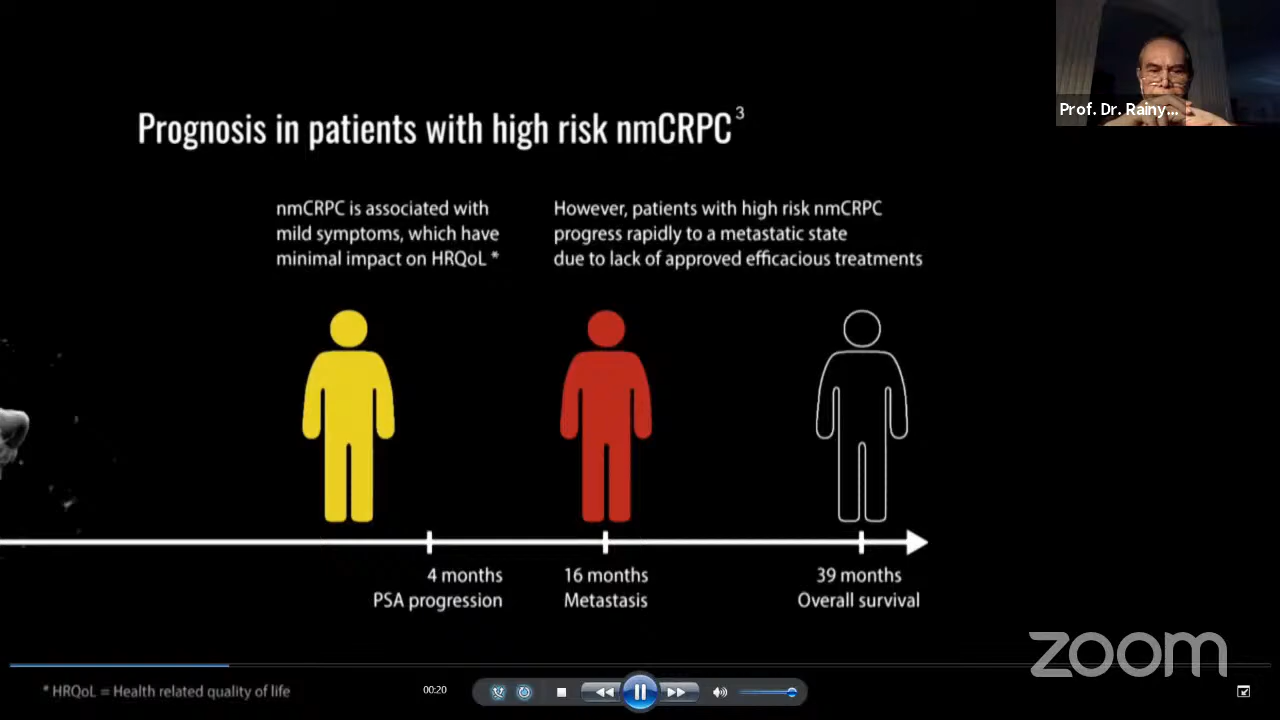 Prof. Dr. Rainy...
Prognosis in patients with high risk nmCRPC3
nmCRPC is associated with
mild symptoms, which have
minimal impact on HRQoL *
However, patients with high risk nmCRPC
progress rapidly to a metastatic state
due to lack of approved efficacious treatments
4 months
PSA progression
16 months
Metastasis
39 months
Overall survival
zoom
* HRQoL = Health related quality of life
00:20